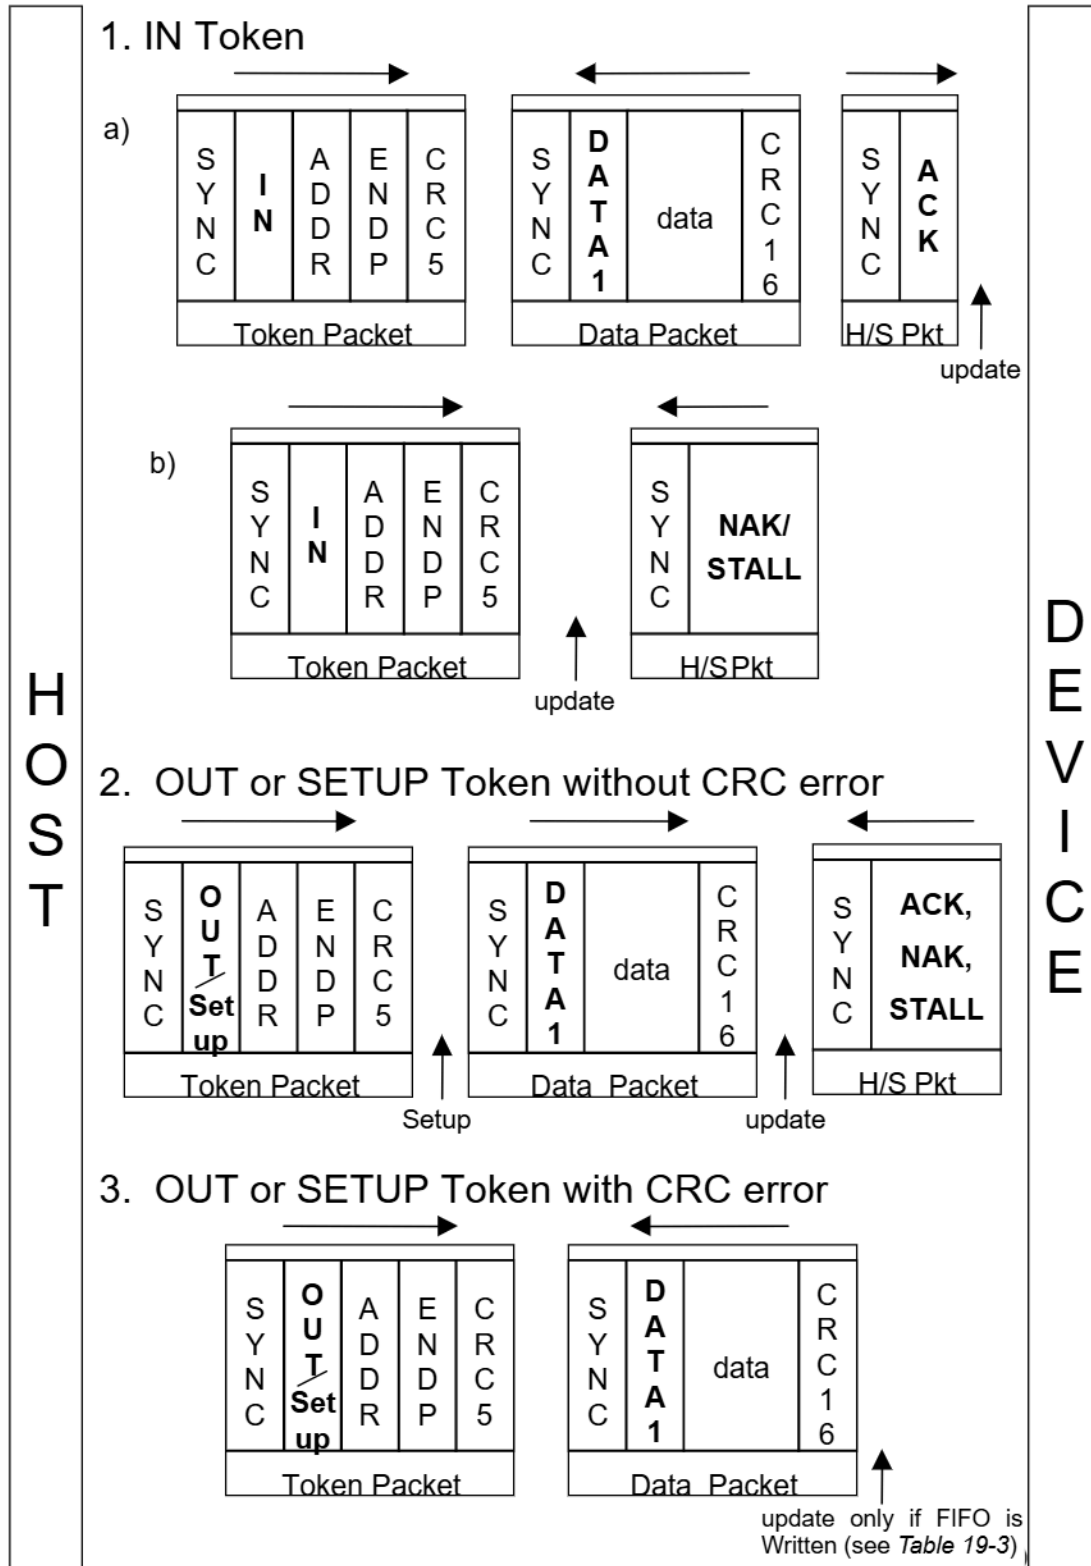 1. IN Token
a)
SYNC IN ADDR ENDP CRC5
Token Packet
SYNC DATA1 data CRC16
Data Packet
SYNC ACK
H/S Pkt
update
b)
SYNC IN ADDR ENDP CRC5
Token Packet
update
SYNC NAK/
STALL
H/S Pkt
HOST
DEVICE
2. OUT or SETUP Token without CRC error
SYNC OUT/Set
up ADDR ENDP CRC5
Token Packet
Setup
SYNC DATA1 data CRC16
Data Packet
update
SYNC ACK,
NAK,
STALL
H/S Pkt
3. OUT or SETUP Token with CRC error
SYNC OUT/Set
up ADDR ENDP CRC5
Token Packet
SYNC DATA1 data CRC16
Data Packet
update only if FIFO is
Written (see Table 19-3)